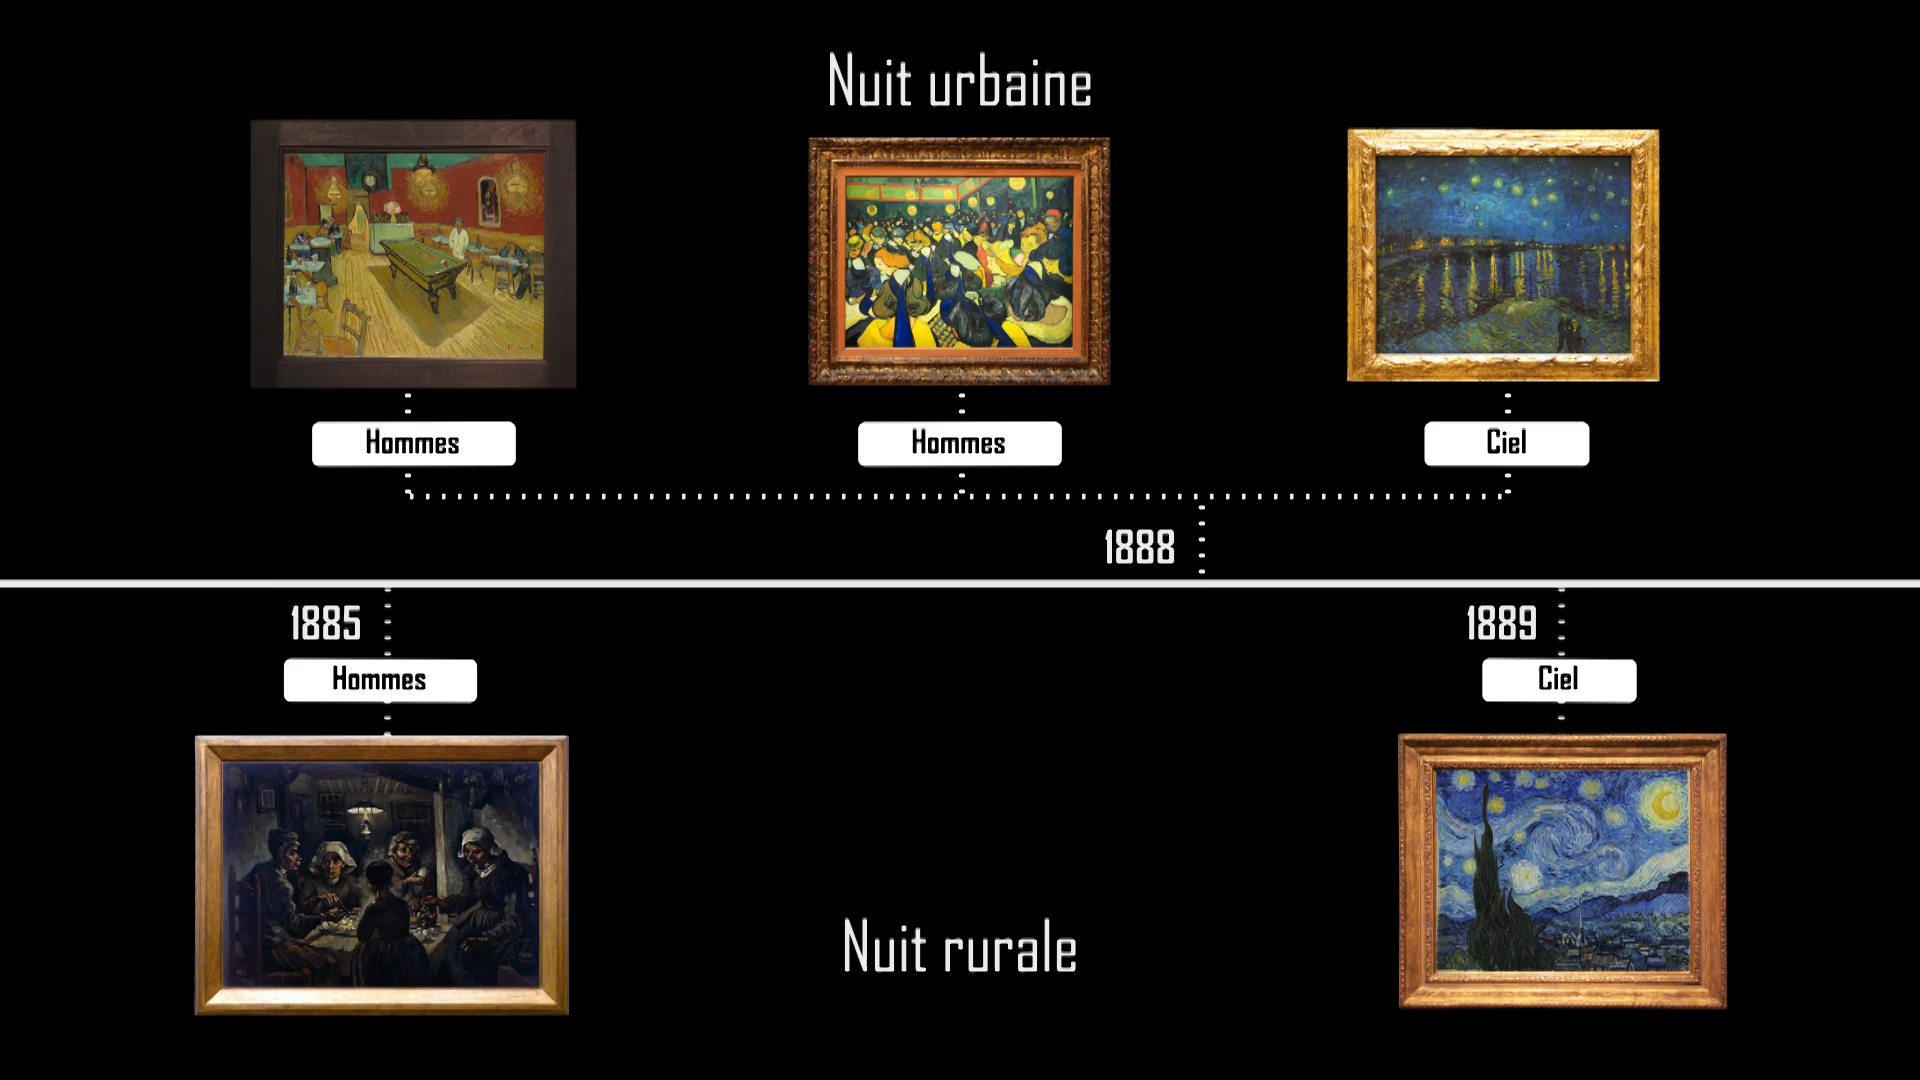 Nuit urbaine
Hommes
Hommes
Ciel
1888
1885
1889
Hommes
Ciel
Nuit rurale